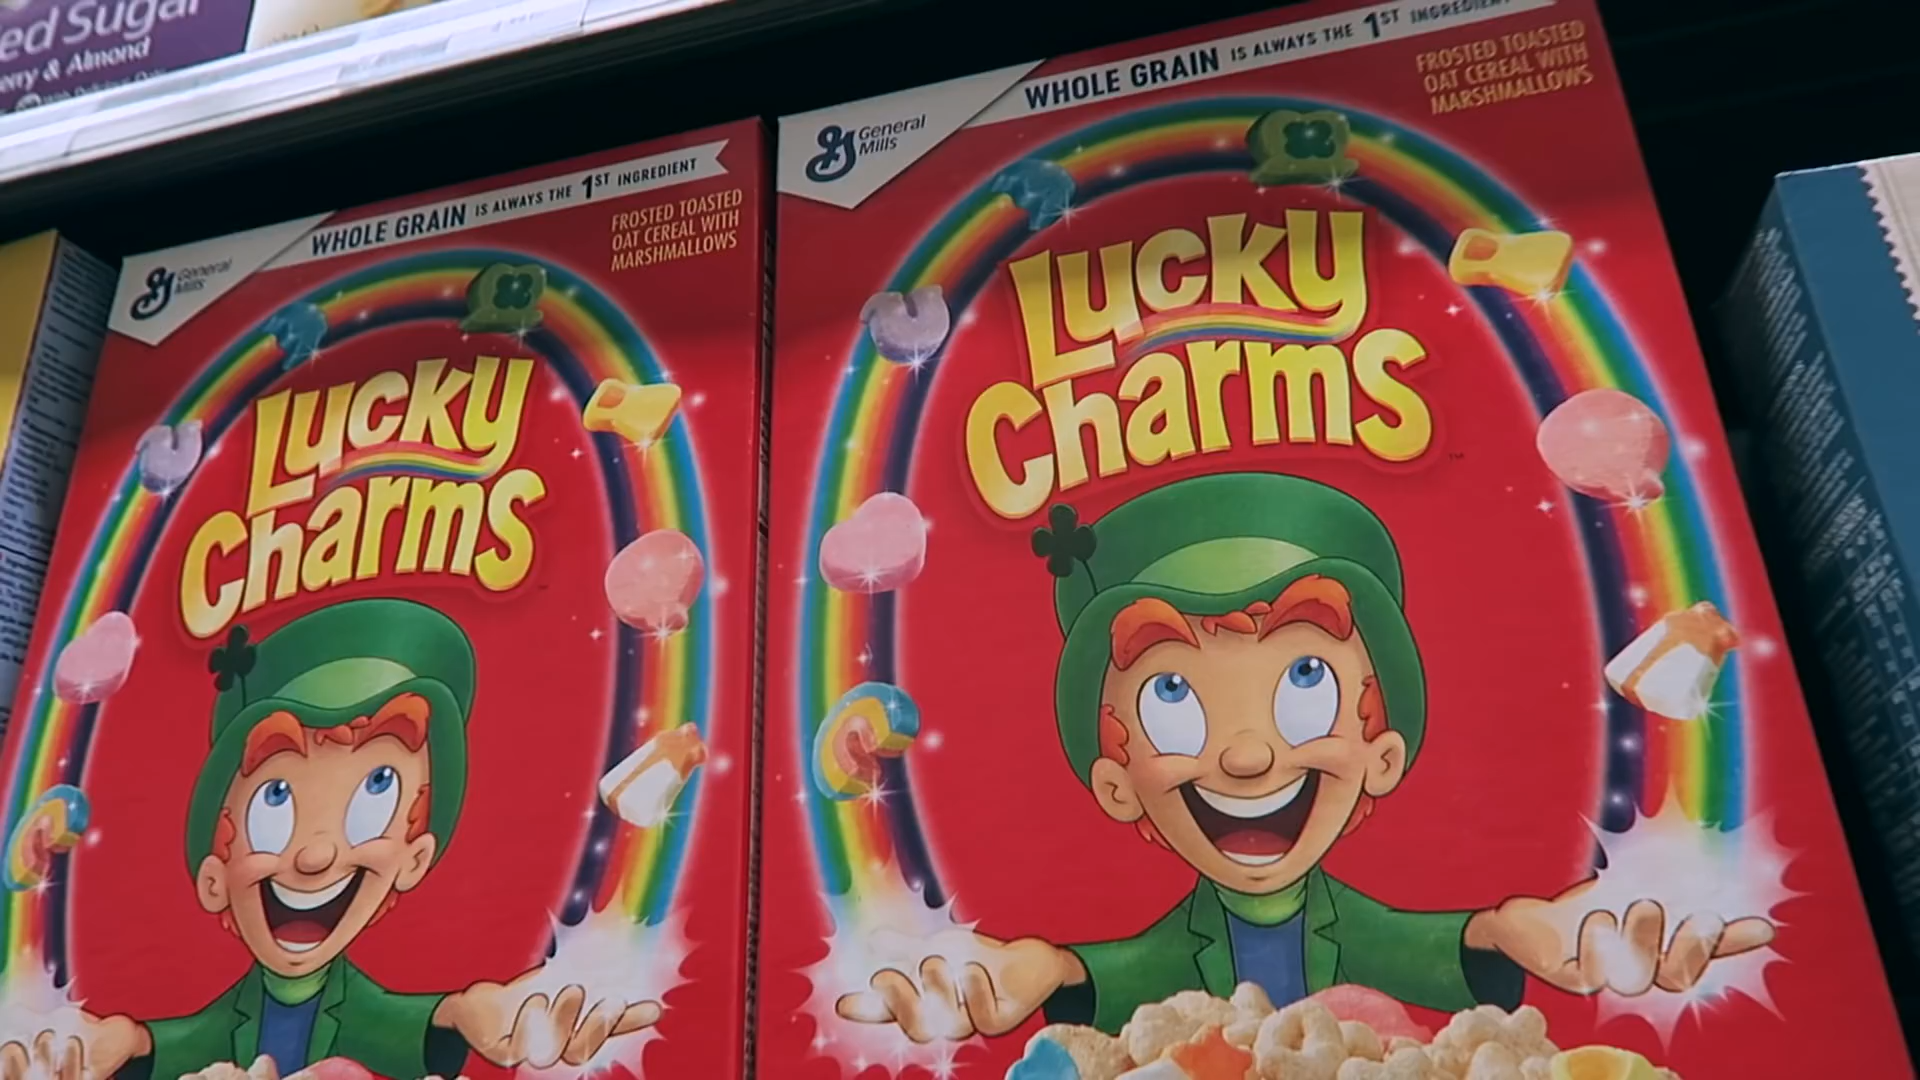 ed Sugar
erry & Almond
General
Mills
WHOLE GRAIN IS ALWAYS THE 1ST INGREDIENT
FROSTED TOASTED
OAT CEREAL WITH
MARSHMALLOWS
Lucky
Charms
General
Mills
WHOLE GRAIN IS ALWAYS THE 1ST INGREDIENT
FROSTED TOASTED
OAT CEREAL WITH
MARSHMALLOWS
Lucky
Charms
TM